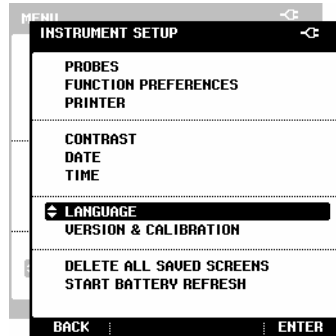 MENU
INSTRUMENT SETUP
PROBES
FUNCTION PREFERENCES
PRINTER
CONTRAST
DATE
TIME
LANGUAGE
VERSION & CALIBRATION
DELETE ALL SAVED SCREENS
START BATTERY REFRESH
BACK
ENTER